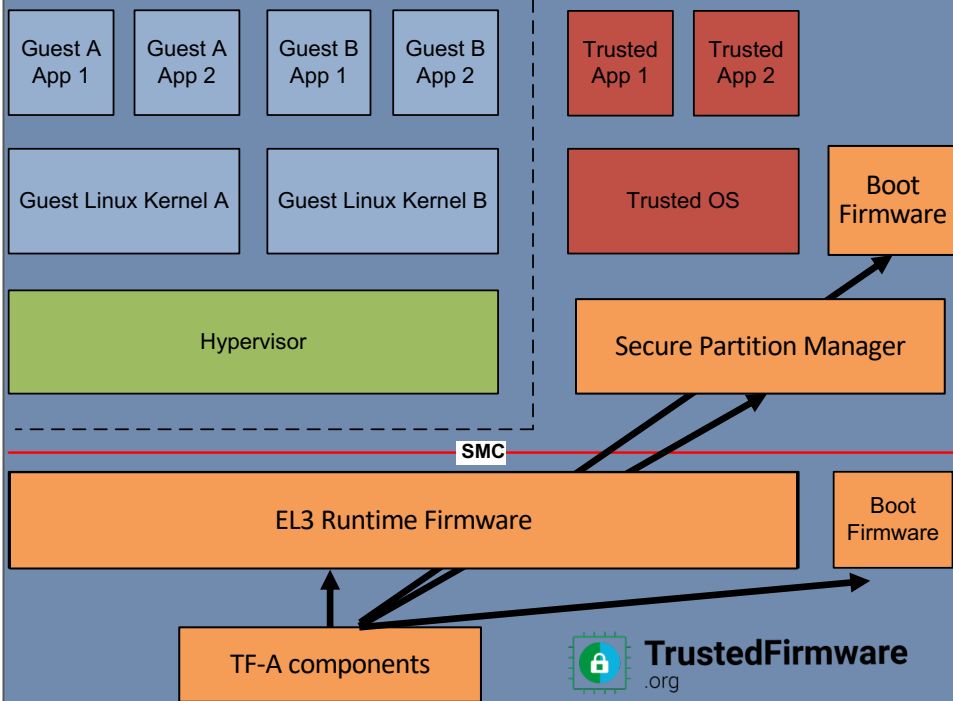 Guest A
App 1
Guest A
App 2
Guest B
App 1
Guest B
App 2
Trusted
App 1
Trusted
App 2
Guest Linux Kernel A
Guest Linux Kernel B
Trusted OS
Boot
Firmware
Hypervisor
Secure Partition Manager
SMC
EL3 Runtime Firmware
Boot
Firmware
TF-A components
TrustedFirmware
.org